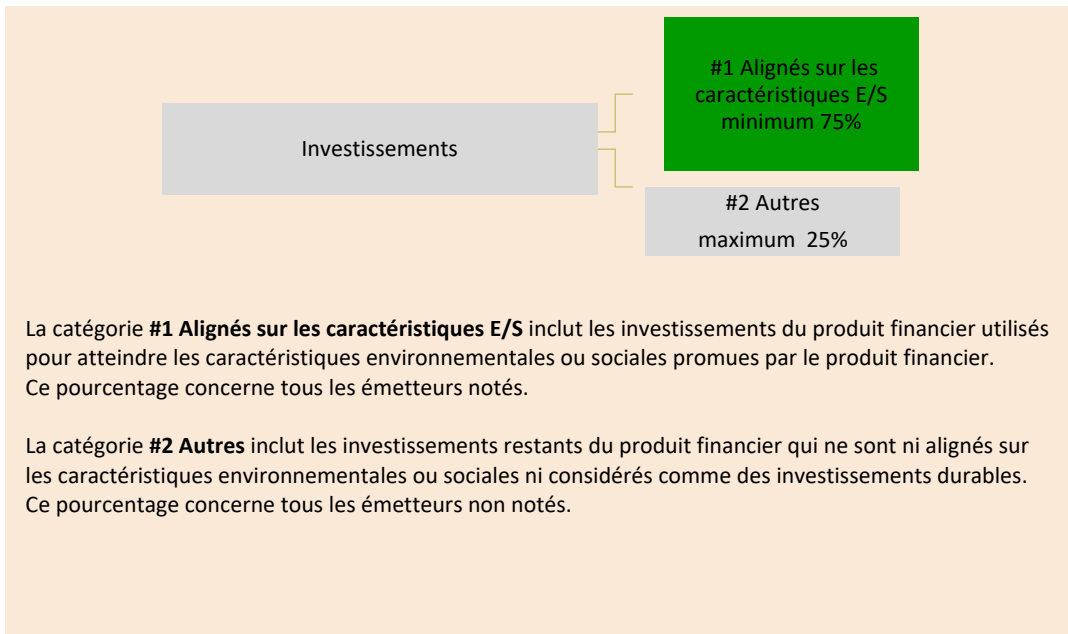 #1 Alignés sur les
caractéristiques E/S
minimum 75%
Investissements
#2 Autres
maximum 25%
La catégorie #1 Alignés sur les caractéristiques E/S inclut les investissements du produit financier utilisés
pour atteindre les caractéristiques environnementales ou sociales promues par le produit financier.
Ce pourcentage concerne tous les émetteurs notés.
La catégorie #2 Autres inclut les investissements restants du produit financier qui ne sont ni alignés sur
les caractéristiques environnementales ou sociales ni considérés comme des investissements durables.
Ce pourcentage concerne tous les émetteurs non notés.